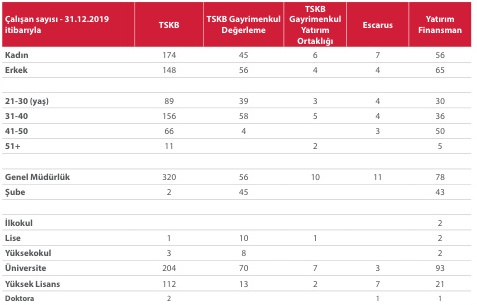 Çalışan sayısı - 31.12.2019 itibarıyla TSKB TSKB Gayrimenkul Değerleme TSKB Gayrimenkul Yatırım Ortaklığı Escarus Yatırım Finansman
Kadın 174 45 6 7 56
Erkek 148 56 4 4 65
21-30 (yaş) 89 39 3 4 30
31-40 156 58 5 4 36
41-50 66 4 3 50
51+ 11 2 5
Genel Müdürlük 320 56 10 11 78
Şube 2 45 43
İlkokul 2
Lise 1 10 1 2
Yüksekokul 3 8 2
Üniversite 204 70 7 3 93
Yüksek Lisans 112 13 2 7 21
Doktora 2 1 1